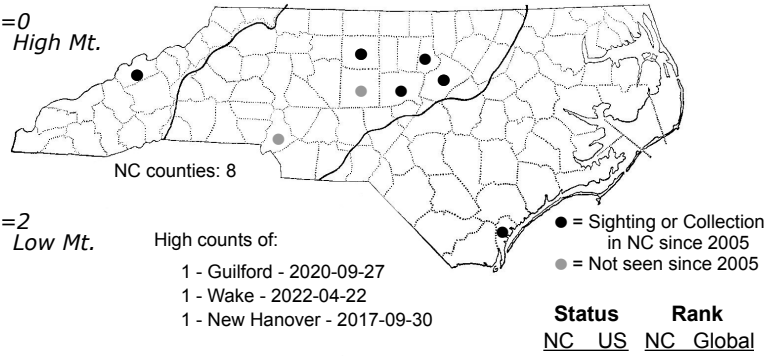 =0
High Mt.
NC counties: 8
=2
Low Mt.
High counts of:
1 - Guilford - 2020-09-27
1 - Wake - 2022-04-22
1 - New Hanover - 2017-09-30
= Sighting or Collection
in NC since 2005
= Not seen since 2005
Status Rank
NC US NC Global